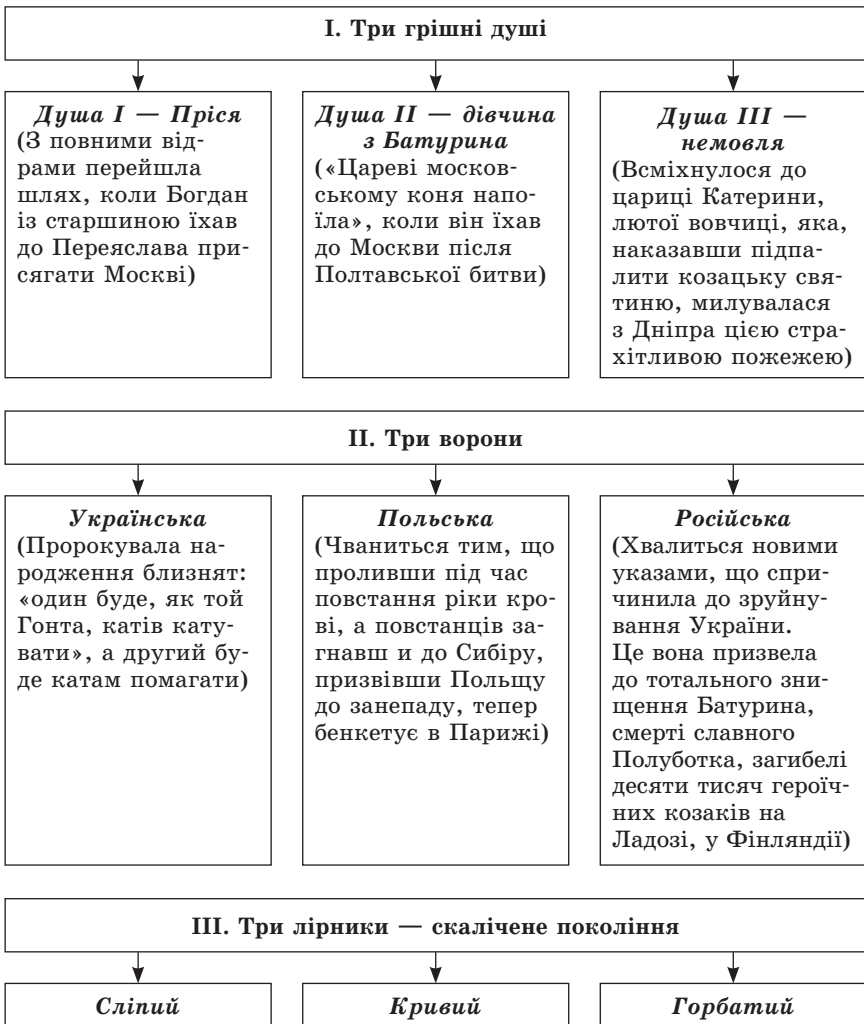 І. Три грішні душі
Душа І — Пріся
(З повними від-
рами перейшла
шлях, коли Богдан
із старшиною їхав
до Переяслава при-
сягати Москві)
Душа ІІ — дівчина
з Батурина
(«Цареві москов-
ському коня напо-
їла», коли він їхав
до Москви після
Полтавської битви)
Душа ІІІ —
немовля
(Всміхнулося до
цариці Катерини,
лютої вовчиці, яка,
наказавши підпа-
лити козацьку свя-
тиню, милувалася
з Дніпра цією стра-
хітливою пожежею)
ІІ. Три ворони
Українська
(Пророкувала на-
родження близнят:
«один буде, як той
Гонта, катів кату-
вати», а другий бу-
де катам помагати)
Польська
(Чваниться тим, що
проливши під час
повстання ріки кро-
ві, а повстанців за-
гнавш и до Сибіру,
призвівши Польщу
до занепаду, тепер
бенкетує в Парижі)
Російська
(Хвалиться новими
указами, що спри-
чинила до зруйну-
вання України.
Це вона призвела
до тотального зни-
щення Батурина,
смерті славного
Полуботка, загибелі
десяти тисяч героїч-
них козаків на
Ладозі, у Фінляндії)
ІІІ. Три лірники — скалічене покоління
Сліпий
Кривий
Горбатий